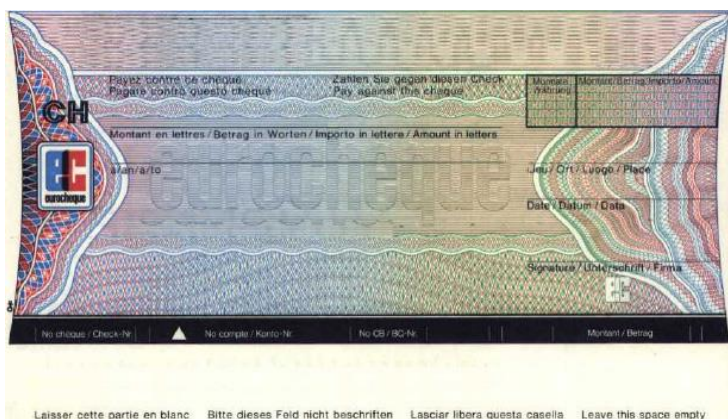 Payez contre ce chèque Zahlen Sie gegen diesen Check
Pagare contro questo chèque Pay against this cheque
Montant/Betrag/Importo/Amount
CH
Montant en lettres / Betrag in Worten / Importo in lettere / Amount in letters
eurocheque
à/an/a/to
Lieu / Ort / Luogo / Place
ec
eurocheque
Date / Datum / Data
Signature / Unterschrift / Firma
ec
No chèque / Check-Nr. No compte / Konto-Nr. No CB / BC-Nr. Montant / Betrag
Laisser cette partie en blanc Bitte dieses Feld nicht beschriften Lasciar libera questa casella Leave this space empty